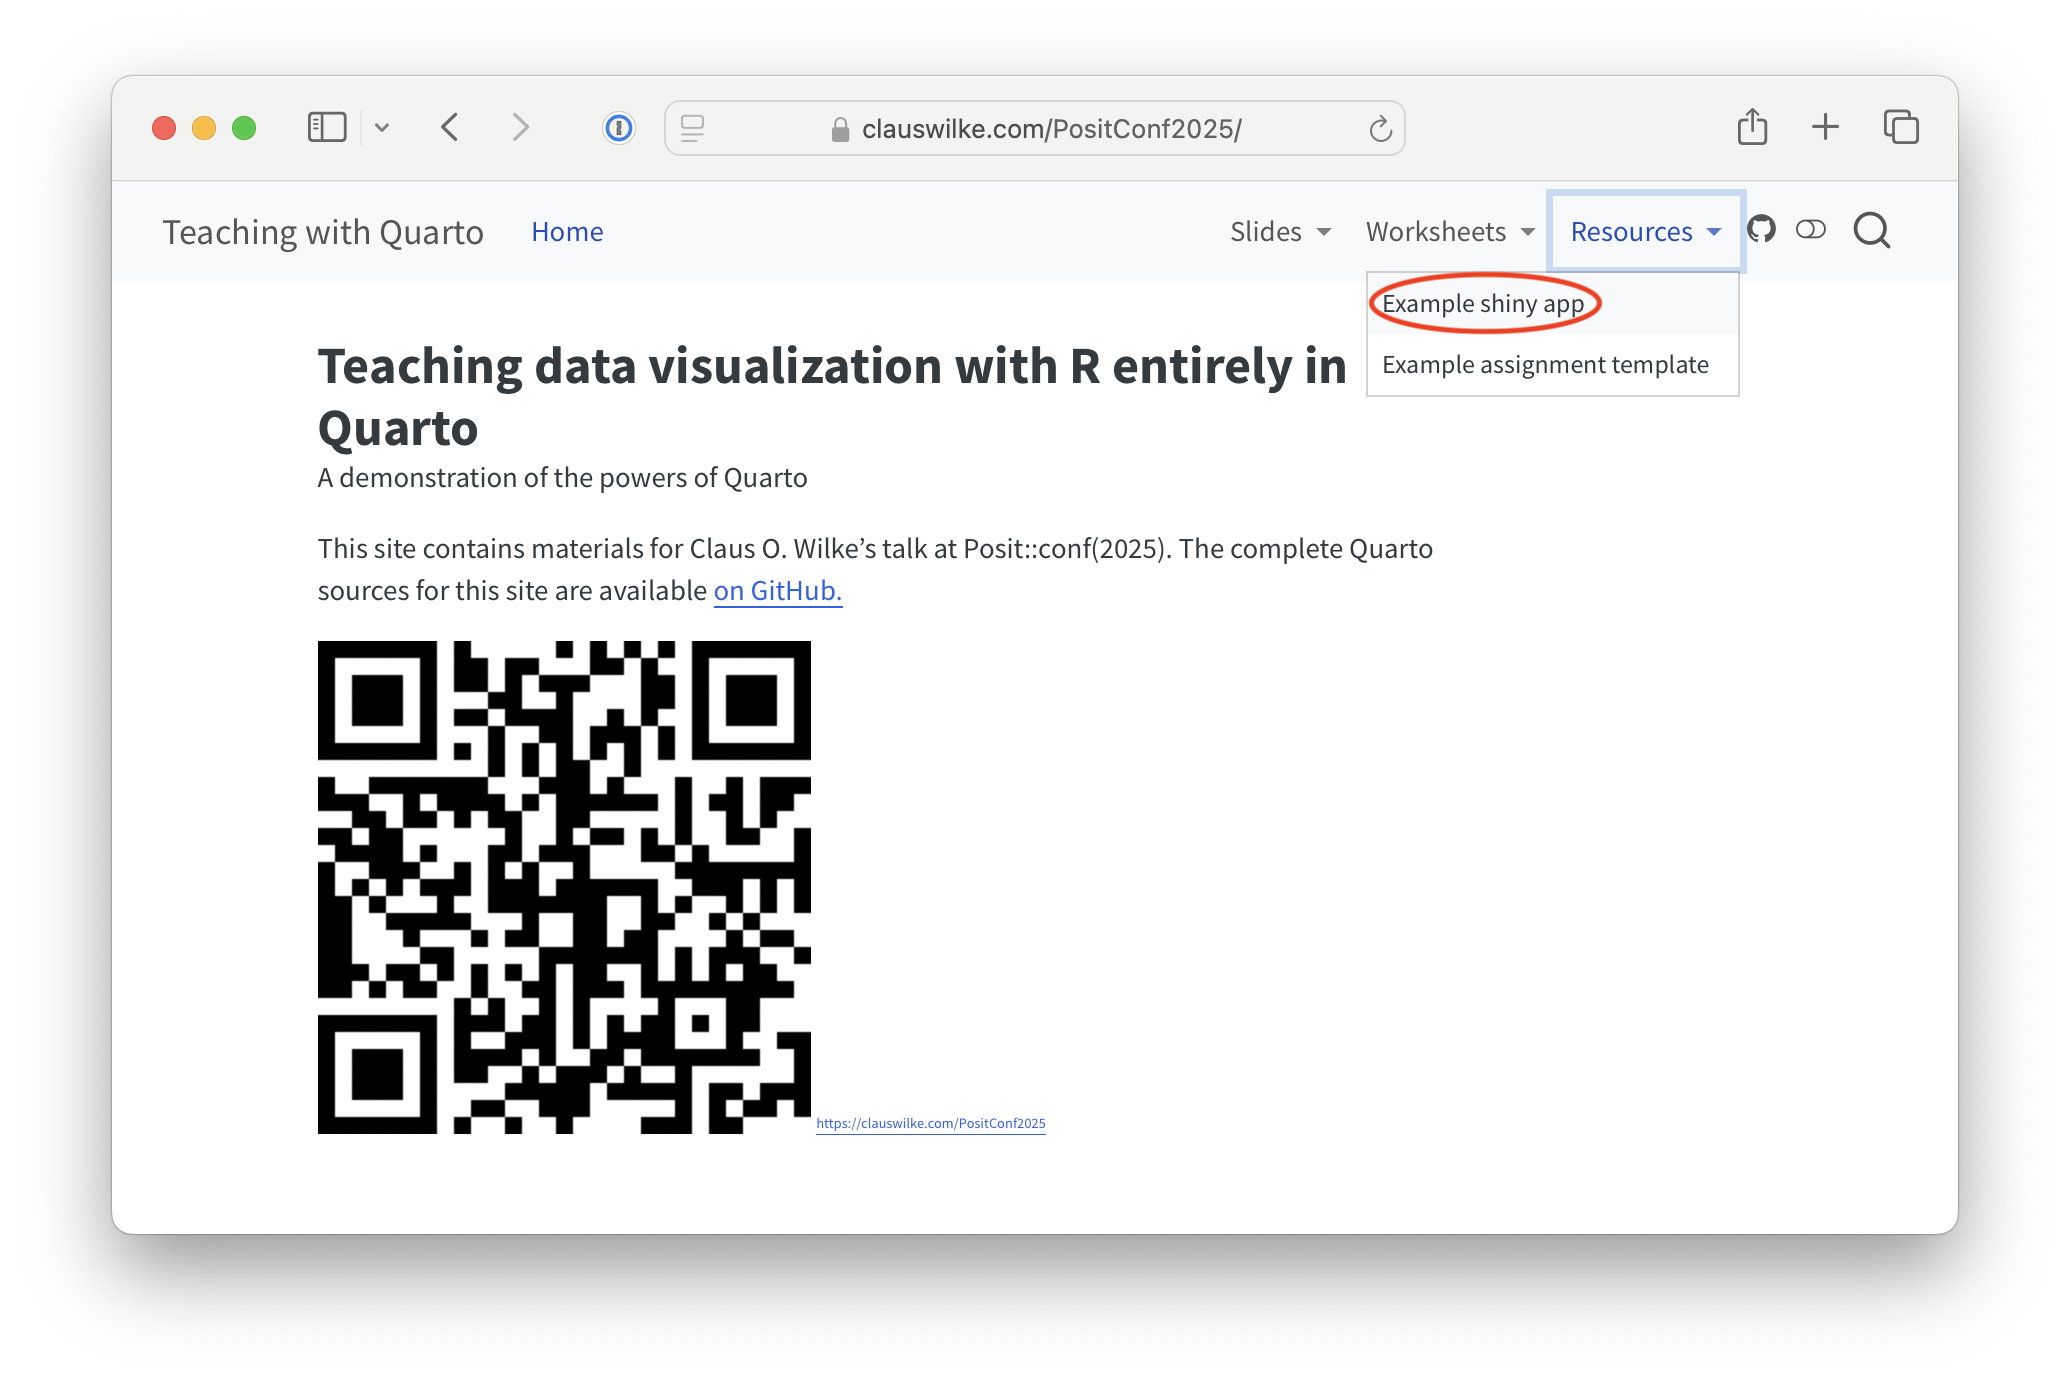 clauswilke.com/PositConf2025/
Teaching with Quarto Home Slides Worksheets Resources
Example shiny app
Example assignment template
Teaching data visualization with R entirely in
Quarto
A demonstration of the powers of Quarto
This site contains materials for Claus O. Wilke’s talk at Posit::conf(2025). The complete Quarto
sources for this site are available on GitHub.
https://clauswilke.com/PositConf2025